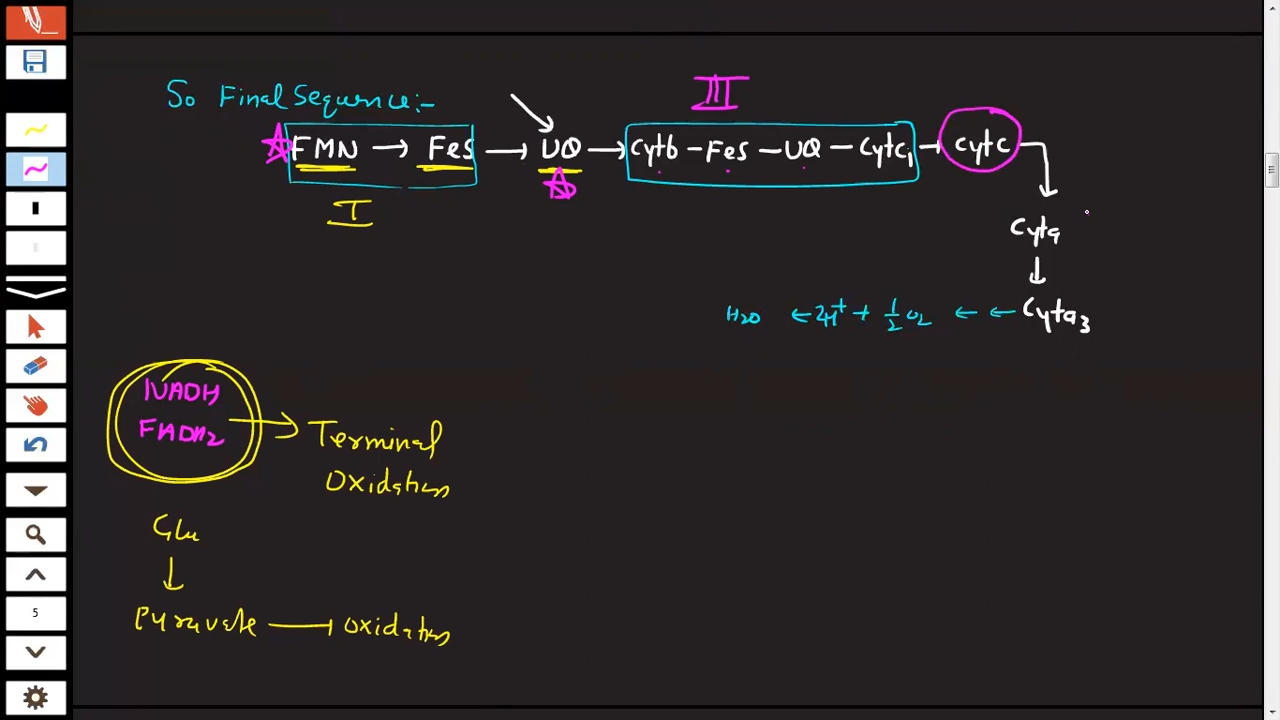 So Final Sequence:-
III
FMN → FeS → UQ → Cytb - FeS - UQ - Cytc₁ - cytc
I
Cyta
H2O ← 2H⁺ + 1/2 O₂ ← ← Cyta₃
NADH
FADH2 → Terminal
Oxidation
Glu
↓
Pyruvate → oxidation
5